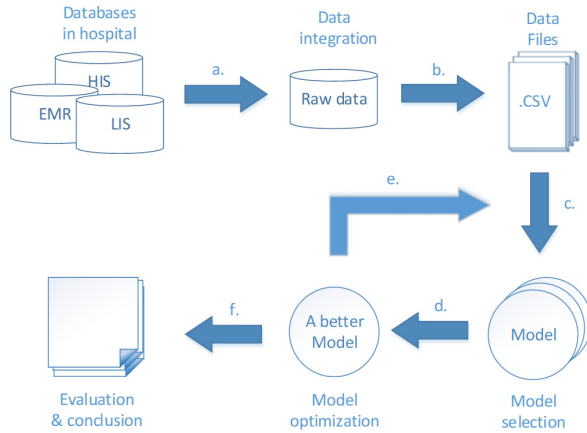 Databases
in hospital
Data
integration
Data
Files
HIS
EMR
LIS
a.
Raw data
b.
.CSV
e.
c.
f.
A better
Model
d.
Model
Evaluation
& conclusion
Model
optimization
Model
selection